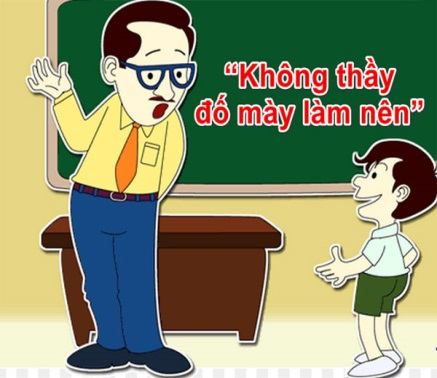 “Không thầy
đố mày làm nên”